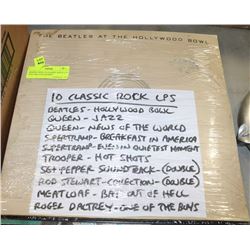 THE BEATLES AT THE HOLLYWOOD BOWL
10 CLASSIC ROCK LPS
BEATLES - HOLLYWOOD BOWL
QUEEN - JAZZ
QUEEN - NEWS OF THE WORLD
SUPERTRAMP - BREAKFAST IN AMERICA
SUPERTRAMP - EVEN IN QUIETEST MOMENT
TROOPER - HOT SHOTS
SGT PEPPER SOUNDTRACK - (DOUBLE)
ROD STEWART - COLLECTION - (DOUBLE)
MEATLOAF - BAT OUT OF HELL
ROGER DALTREY - ONE OF THE BOYS